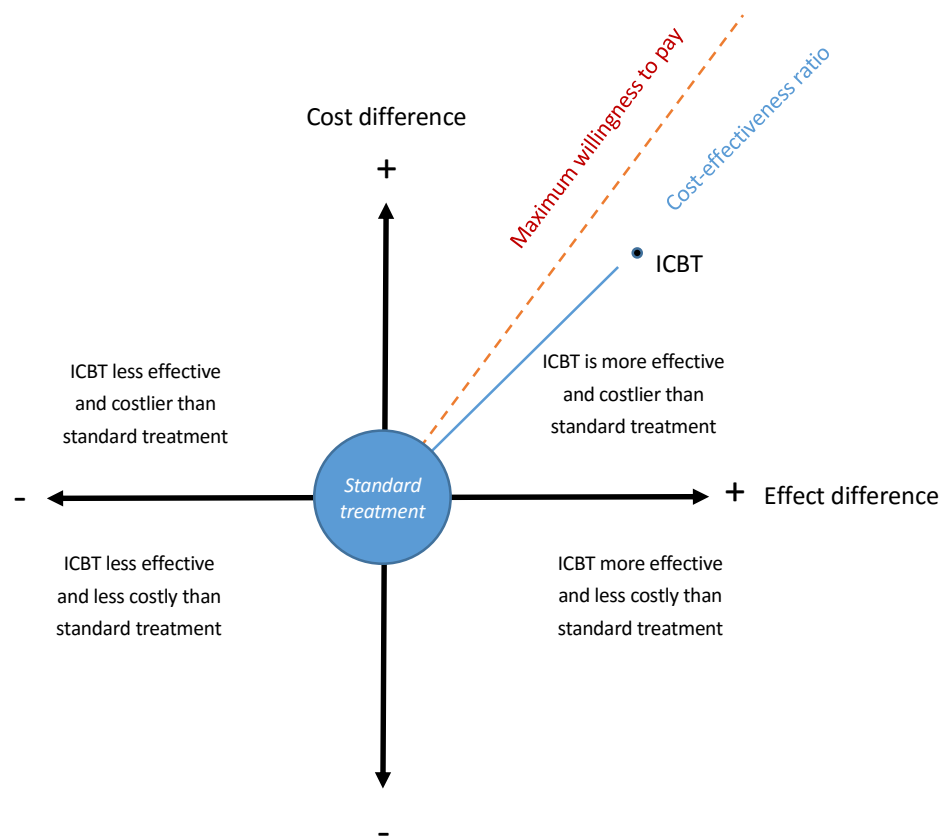 Maximum willingness to pay
Cost-effectiveness ratio
Cost difference
+
ICBT
ICBT less effective
and costlier than
standard treatment
ICBT is more effective
and costlier than
standard treatment
-
Standard
treatment
+
Effect difference
ICBT less effective
and less costly than
standard treatment
ICBT more effective
and less costly than
standard treatment
-